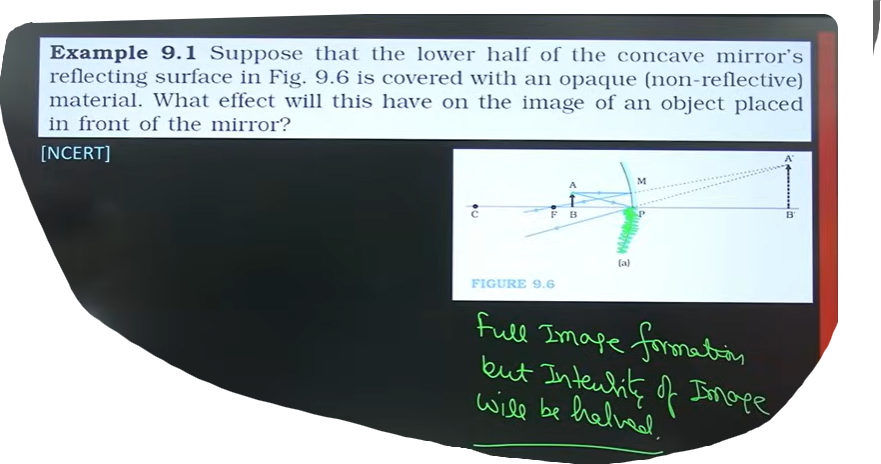 Example 9.1 Suppose that the lower half of the concave mirror's
reflecting surface in Fig. 9.6 is covered with an opaque (non-reflective)
material. What effect will this have on the image of an object placed
in front of the mirror?
[NCERT]
A'
A
M
C
F
B
P
B'
(a)
FIGURE 9.6
Full Image formation
but Intensity of Image
will be halved.